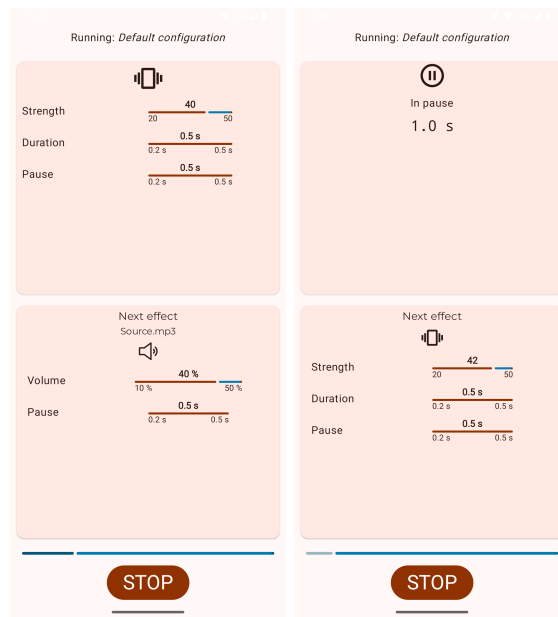 Running: Default configuration
Strength
40
20 50
Duration
0.5 s
0.2 s 0.5 s
Pause
0.5 s
0.2 s 0.5 s
Next effect
Source.mp3
Volume
40 %
10 % 50 %
Pause
0.5 s
0.2 s 0.5 s
STOP
Running: Default configuration
In pause
1.0 s
Next effect
Strength
42
20 50
Duration
0.5 s
0.2 s 0.5 s
Pause
0.5 s
0.2 s 0.5 s
STOP